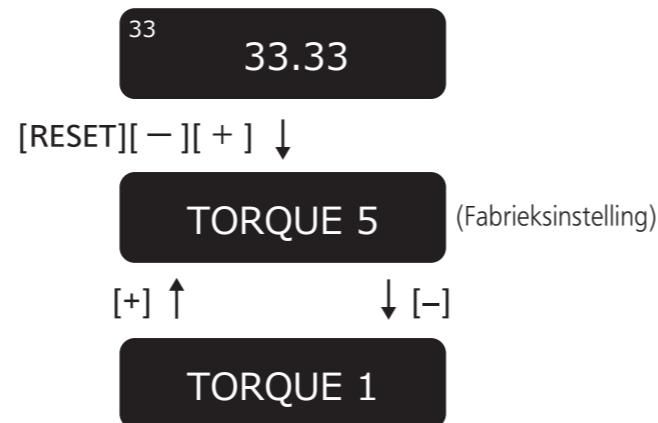 33
33.33
[RESET][ − ][ + ] ↓
TORQUE 5 (Fabrieksinstelling)
[+] ↑ ↓ [–]
TORQUE 1